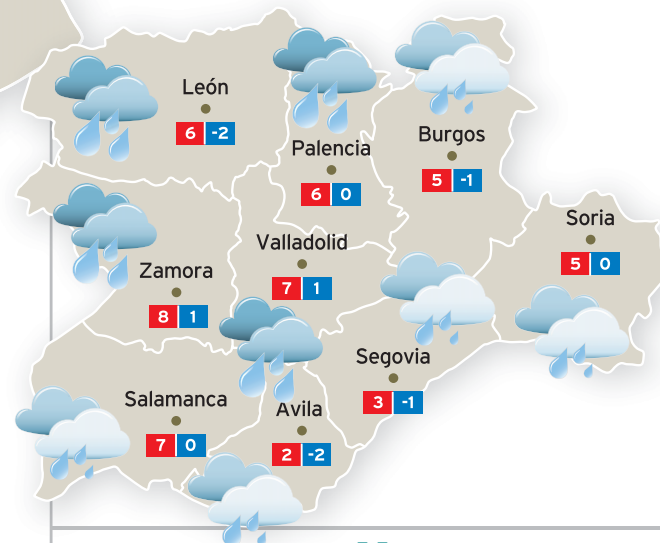 León
6 -2
Palencia
6 0
Burgos
5 -1
Soria
5 0
Zamora
8 1
Valladolid
7 1
Segovia
3 -1
Salamanca
7 0
Avila
2 -2